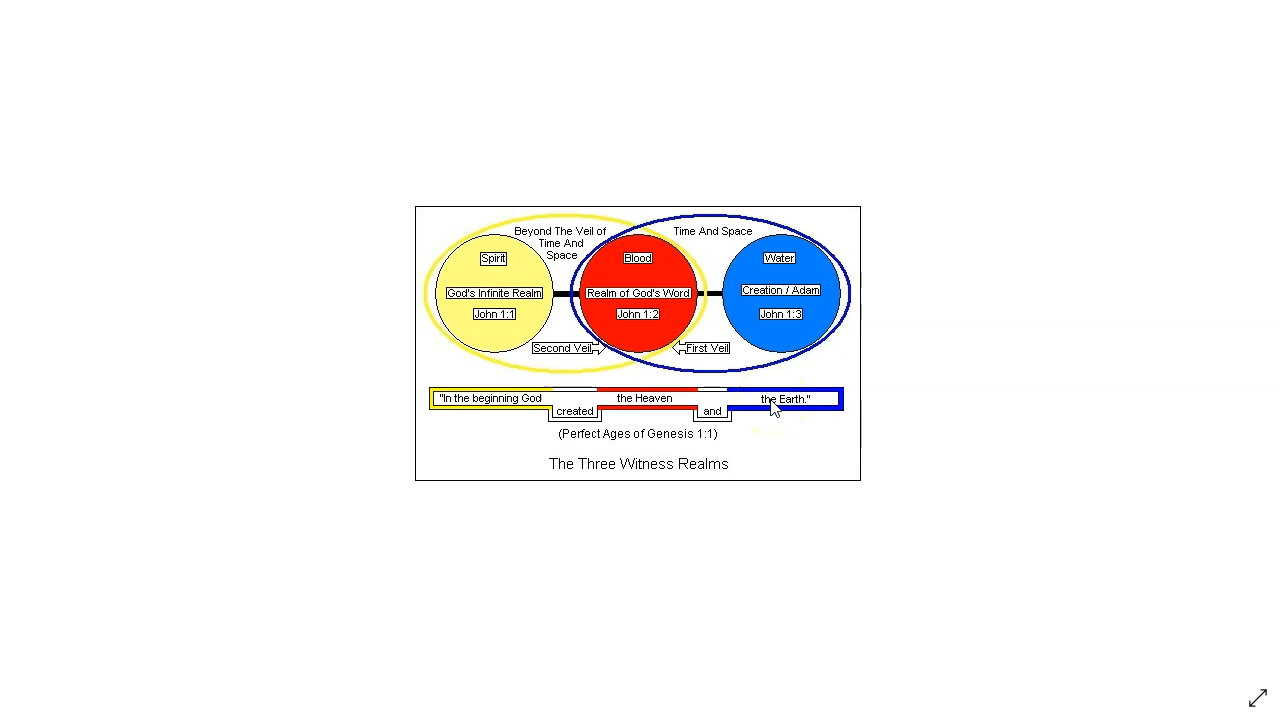 Beyond The Veil of
Time And
Space
Time And Space
Spirit
God's Infinite Realm
John 1:1
Blood
Realm of God's Word
John 1:2
Water
Creation / Adam
John 1:3
Second Veil
First Veil
"In the beginning God
created
the Heaven
and
the Earth."
(Perfect Ages of Genesis 1:1)
The Three Witness Realms